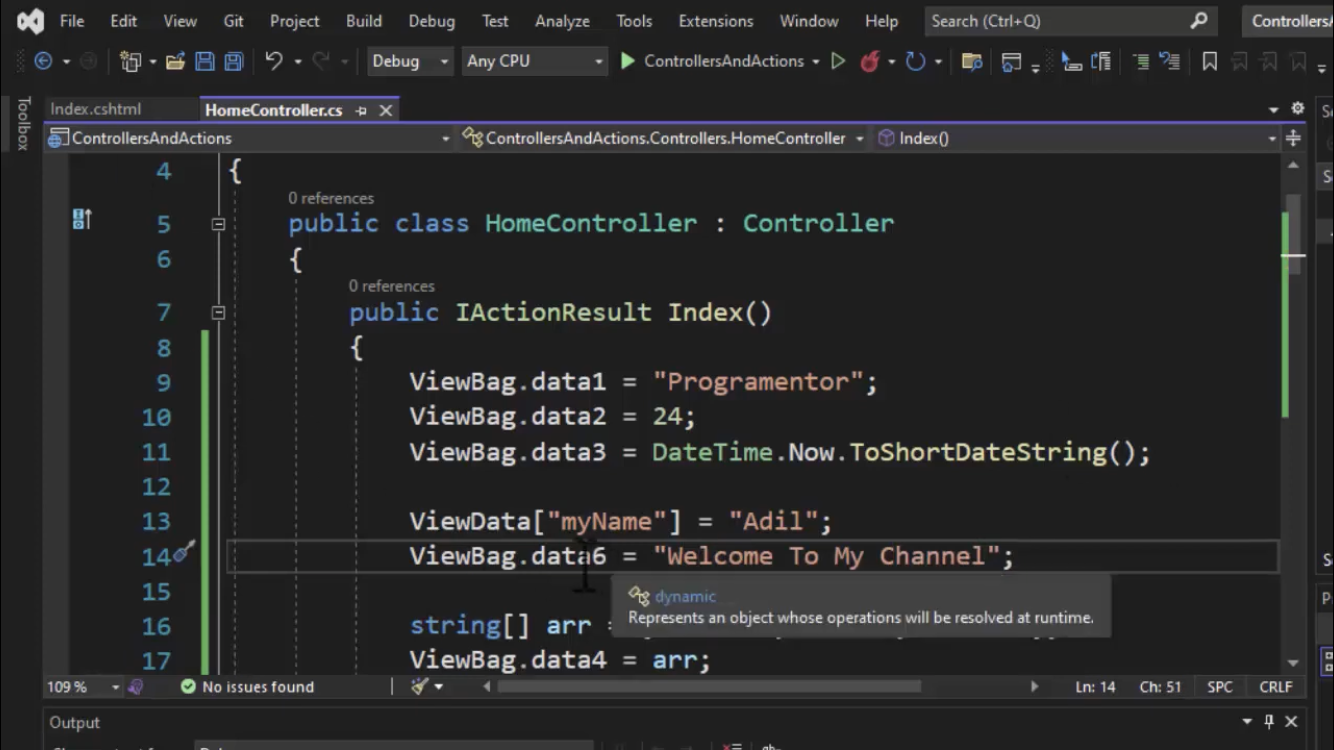 File Edit View Git Project Build Debug Test Analyze Tools Extensions Window Help Search (Ctrl+Q)
Debug Any CPU ControllersAndActions
Toolbox
Index.cshtml HomeController.cs
ControllersAndActions ControllersAndActions.Controllers.HomeController Index()
4 {
0 references
5 public class HomeController : Controller
6 {
0 references
7 public IActionResult Index()
8 {
9 ViewBag.data1 = "Programentor";
10 ViewBag.data2 = 24;
11 ViewBag.data3 = DateTime.Now.ToShortDateString();
12
13 ViewData["myName"] = "Adil";
14 ViewBag.data6 = "Welcome To My Channel";
dynamic
Represents an object whose operations will be resolved at runtime.
15
16 string[] arr
17 ViewBag.data4 = arr;
109 % No issues found Ln: 14 Ch: 51 SPC CRLF
Output